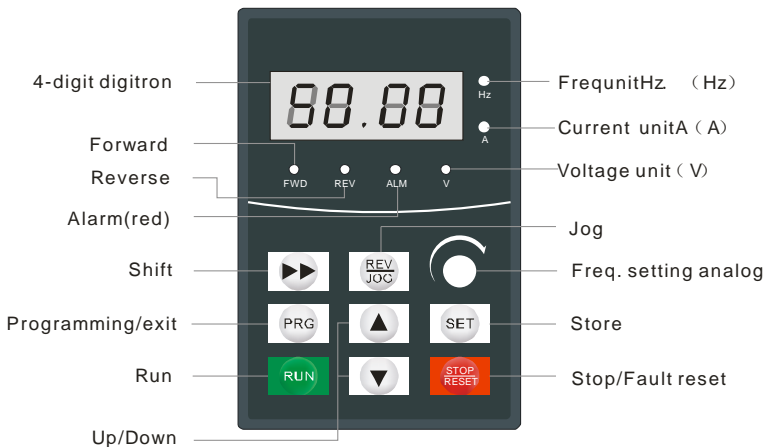 4-digit digitron
50.00
Hz
FrequnitHz. (Hz)
A
Current unitA (A)
Forward
Reverse
FWD REV ALM V
Voltage unit (V)
Alarm(red)
Jog
Shift
REV
JOG
Freq. setting analog
Programming/exit
PRG
SET
Store
Run
RUN
STOP
RESET
Stop/Fault reset
Up/Down